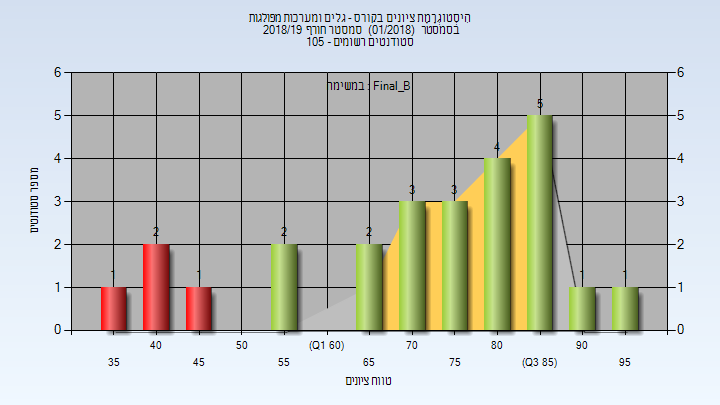 היסטוגרמת ציונים בקורס - גלים ומערכות מפולגות
בסמסטר (01/2018) סמסטר חורף 2018/19
סטודנטים רשומים - 105
במשימה : Final_B
6 6
5 5
4 4
3 3
2 2
1 1
0 0
מספר סטודנטים
1 2 1 2 2 3 3 4 5 1 1
35 40 45 50 55 (Q1 60) 65 70 75 80 (Q3 85) 90 95
טווח ציונים